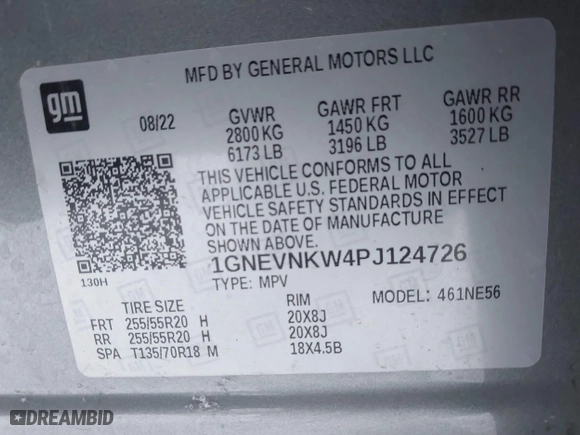 MFD BY GENERAL MOTORS LLC
gm
08/22
GVWR GAWR FRT GAWR RR
2800 KG 1450 KG 1600 KG
6173 LB 3196 LB 3527 LB
THIS VEHICLE CONFORMS TO ALL
APPLICABLE U.S. FEDERAL MOTOR
VEHICLE SAFETY STANDARDS IN EFFECT
ON THE DATE OF MANUFACTURE
SHOWN ABOVE.
130H
1GNEVNKW4PJ124726
TYPE: MPV MODEL: 461NE56
TIRE SIZE RIM
FRT 255/55R20 H 20X8J
RR 255/55R20 H 20X8J
SPA T135/70R18 M 18X4.5B
DREAMBID